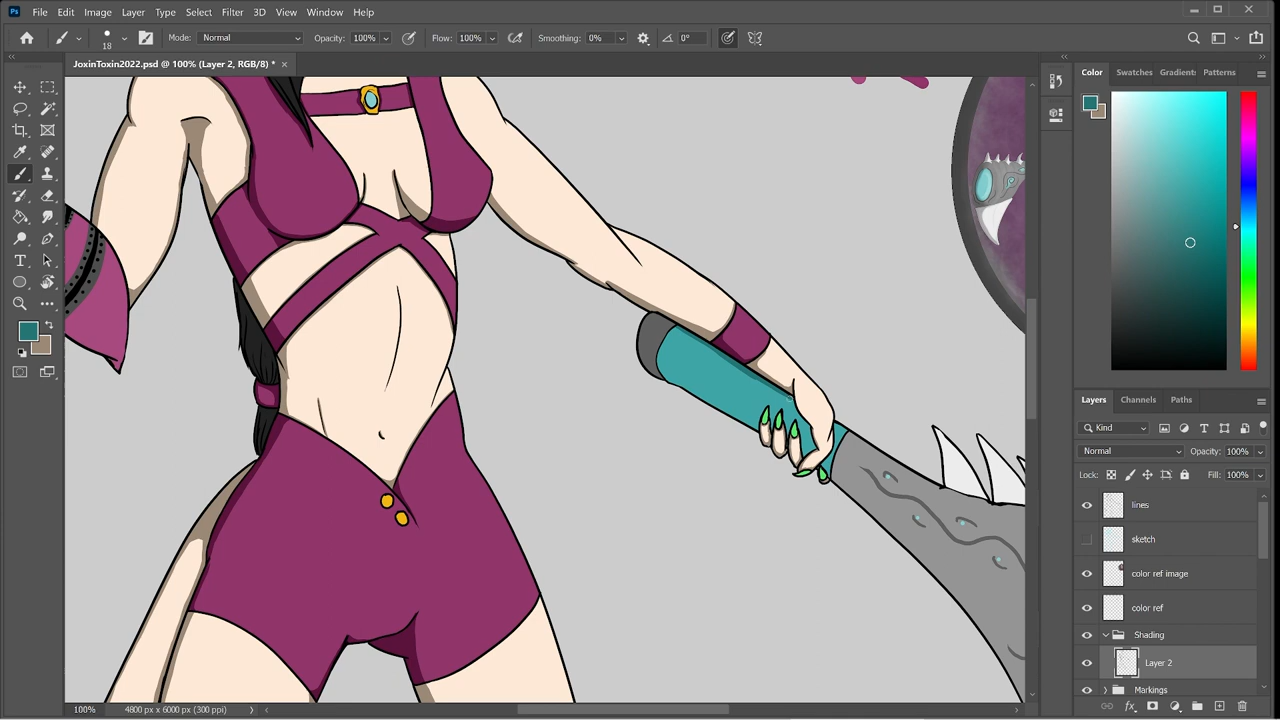 Ps File Edit Image Layer Type Select Filter 3D View Window Help
18 Mode: Normal Opacity: 100% Flow: 100% Smoothing: 0% 0°
JoxinToxin2022.psd @ 100% (Layer 2, RGB/8) *
Color Swatches Gradient: Patterns
Layers Channels Paths
Kind
Normal Opacity: 100%
Lock: Fill: 100%
lines
sketch
color ref image
color ref
Shading
Layer 2
Markings
100% 4800 px x 6000 px (300 ppi)